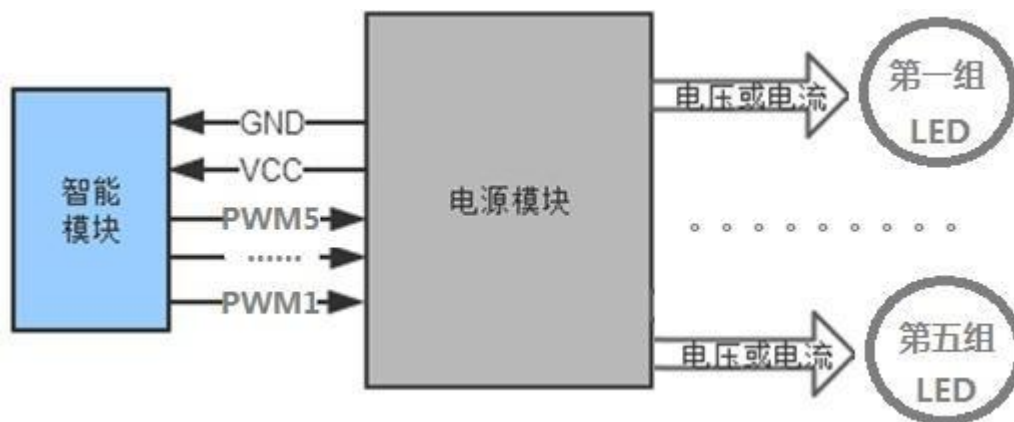 智能
模块
GND
VCC
PWM5
......
PWM1
电源模块
电压或电流
第一组
LED
电压或电流
第五组
LED